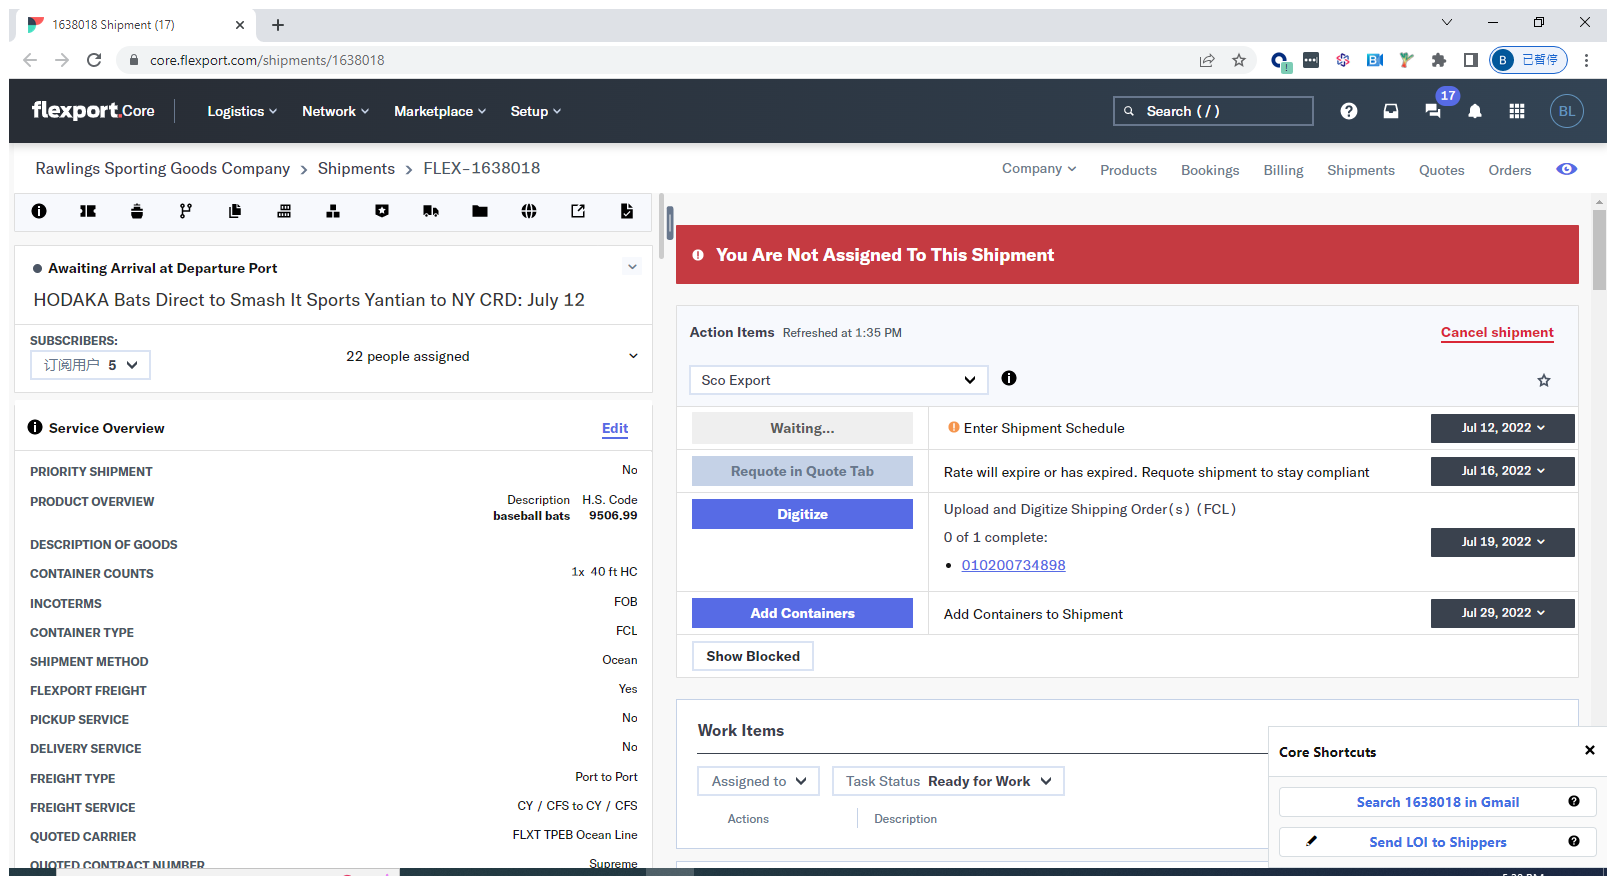 1638018 Shipment (17)
core.flexport.com/shipments/1638018
B 已暂停
flexport.Core
Logistics
Network
Marketplace
Setup
Search ( / )
17
BL
Rawlings Sporting Goods Company > Shipments > FLEX-1638018
Company
Products
Bookings
Billing
Shipments
Quotes
Orders
Awaiting Arrival at Departure Port
HODAKA Bats Direct to Smash It Sports Yantian to NY CRD: July 12
SUBSCRIBERS:
订阅用户 5
22 people assigned
Service Overview
Edit
PRIORITY SHIPMENT No
PRODUCT OVERVIEW Description H.S. Code
baseball bats 9506.99
DESCRIPTION OF GOODS
CONTAINER COUNTS 1x 40 ft HC
INCOTERMS FOB
CONTAINER TYPE FCL
SHIPMENT METHOD Ocean
FLEXPORT FREIGHT Yes
PICKUP SERVICE No
DELIVERY SERVICE No
FREIGHT TYPE Port to Port
FREIGHT SERVICE CY / CFS to CY / CFS
QUOTED CARRIER FLXT TPEB Ocean Line
QUOTED CONTRACT NUMBER Supreme
You Are Not Assigned To This Shipment
Action Items Refreshed at 1:35 PM
Cancel shipment
Sco Export
Waiting... Enter Shipment Schedule Jul 12, 2022
Requote in Quote Tab Rate will expire or has expired. Requote shipment to stay compliant Jul 16, 2022
Digitize Upload and Digitize Shipping Order(s) (FCL)
0 of 1 complete: Jul 19, 2022
010200734898
Add Containers Add Containers to Shipment Jul 29, 2022
Show Blocked
Work Items
Assigned to
Task Status Ready for Work
Actions Description
Core Shortcuts
Search 1638018 in Gmail
Send LOI to Shippers